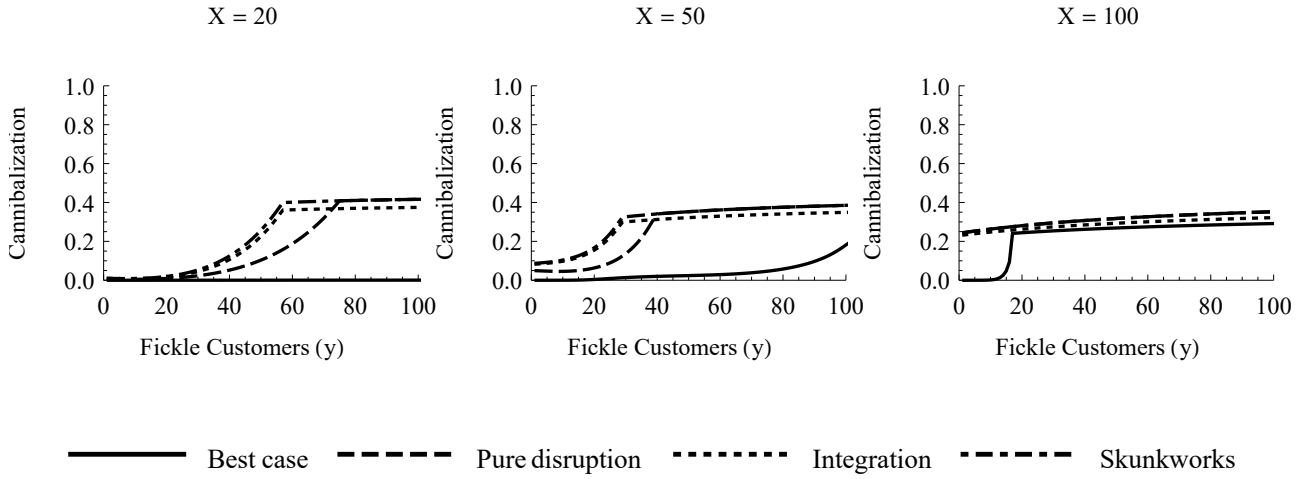 X = 20 X = 50 X = 100
Cannibalization
1.0
0.8
0.6
0.4
0.2
0.0
0 20 40 60 80 100
Fickle Customers (y)
Cannibalization
1.0
0.8
0.6
0.4
0.2
0.0
0 20 40 60 80 100
Fickle Customers (y)
Cannibalization
1.0
0.8
0.6
0.4
0.2
0.0
0 20 40 60 80 100
Fickle Customers (y)
Best case Pure disruption Integration Skunkworks